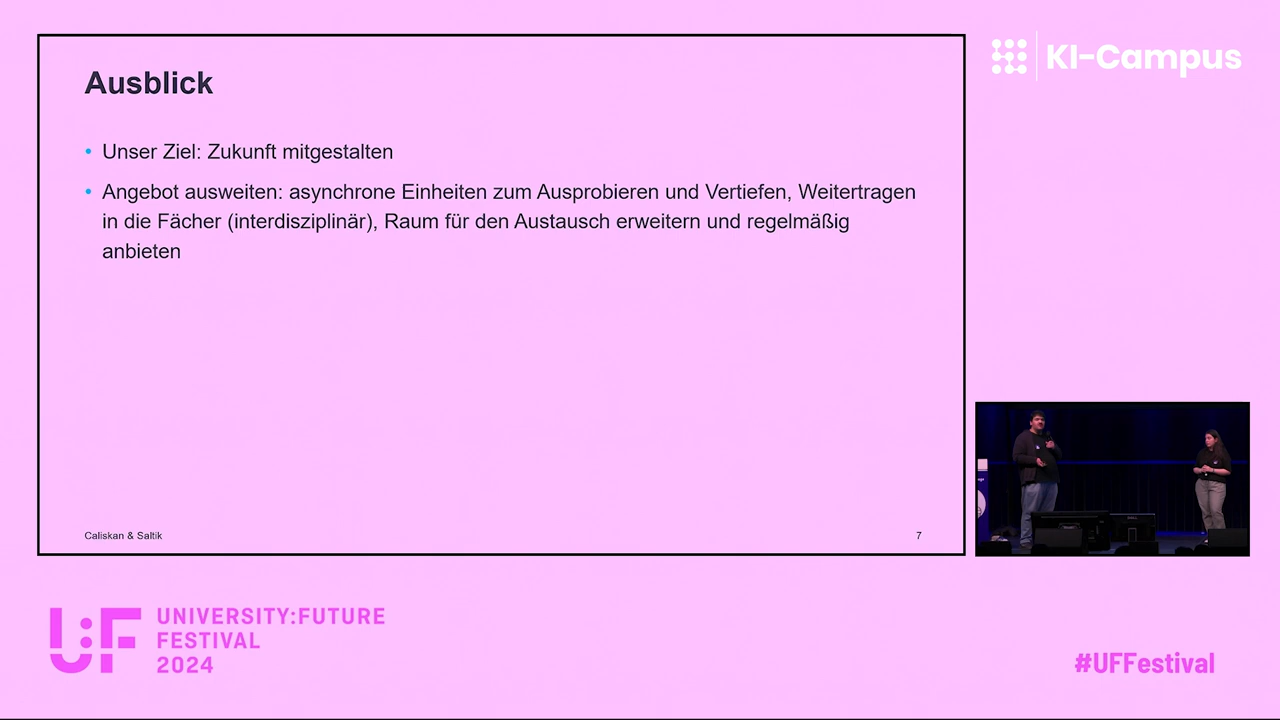 Ausblick
• Unser Ziel: Zukunft mitgestalten
• Angebot ausweiten: asynchrone Einheiten zum Ausprobieren und Vertiefen, Weitertragen
in die Fächer (interdisziplinär), Raum für den Austausch erweitern und regelmäßig
anbieten
Caliskan & Saltik
7
KI-Campus
U:F
UNIVERSITY:FUTURE
FESTIVAL
2024
#UFFestival